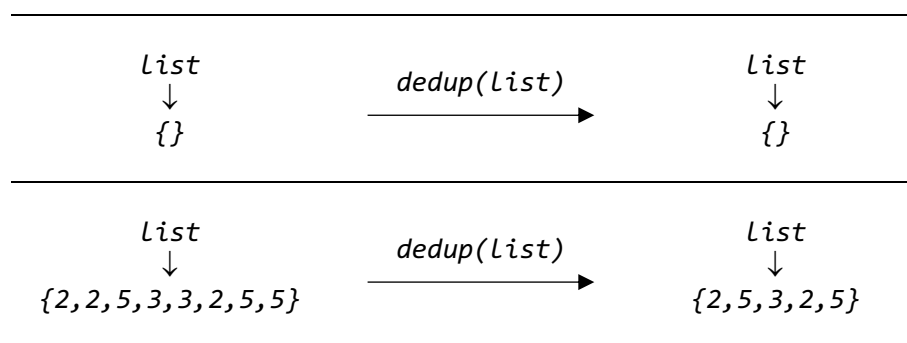 list dedup(list) list
↓ ↓
{} {}
list dedup(list) list
↓ ↓
{2,2,5,3,3,2,5,5} {2,5,3,2,5}